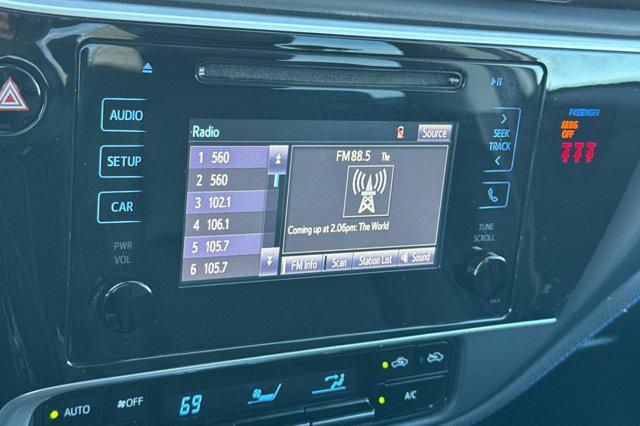 AUDIO
SETUP
CAR
PWR
VOL
Radio
Source
1 560
2 560
3 102.1
4 106.1
5 105.7
6 105.7
FM 88.5 The
Coming up at 2.06pm: The World
FM Info
Scan
Station List
Sound
SEEK
TRACK
TUNE
SCROLL
PASSENGER
AIRBAG
OFF
AUTO
OFF
69
A/C